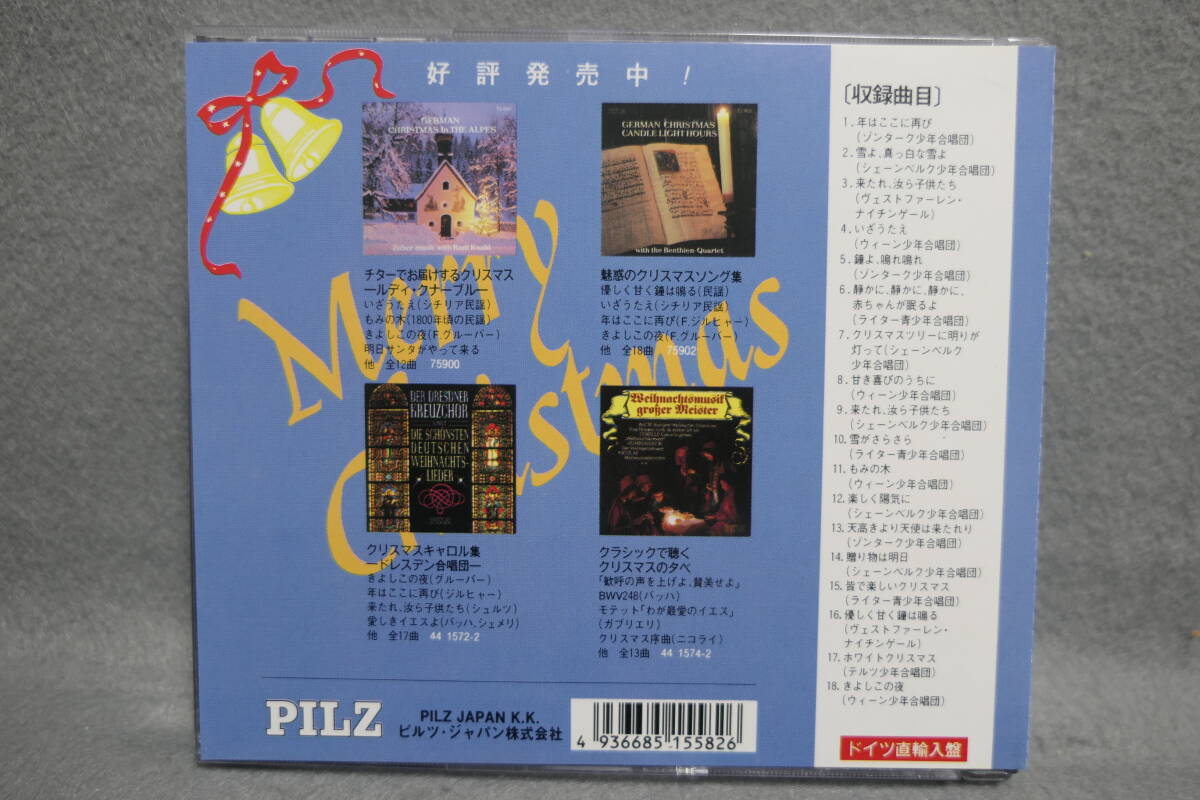 好評発売中!
Merry
Christmas
GERMAN
CHRISTMAS in THE ALPES
Zither music with Rudi Knabl
チターでお届けするクリスマス
ールディ・クナーブルー
いざうたえ(シチリア民謡)
もみの木(1800年頃の民謡)
きよしこの夜(F.グルーバー)
明日サンタがやって来る
他 全12曲 75900
GERMAN CHRISTMAS
CANDLE LIGHT HOURS
with the Benthien-Quartet
魅惑のクリスマスソング集
優しく甘く鐘は鳴る(民謡)
いざうたえ(シチリア民謡)
年はここに再び(F.ジルヒャー)
きよしこの夜(F.グルーバー)
他 全18曲 75902
DER DRESDNER
KREUZCHOR
DIE SCHÖNSTEN
DEUTSCHEN
WEIHNACHTS-
LIEDER
クリスマスキャロル集
ードレスデン合唱団ー
きよしこの夜(グルーバー)
年はここに再び(ジルヒャー)
来たれ、汝ら子供たち(シュルツ)
愛しきイエスよ(バッハ、シェメリ)
他 全17曲 44 1572-2
Weihnachtsmusik
großer Meister
クラシックで聴く
クリスマスの夕べ
「歓呼の声を上げよ、賛美せよ」
BWV248(バッハ)
モテット「わが最愛のイエス」
(ガブリエリ)
クリスマス序曲(ニコライ)
他 全13曲 44 1574-2
PILZ
PILZ JAPAN K.K.
ピルツ・ジャパン株式会社
4 936685 155826
〔収録曲目〕
1. 年はここに再び
(ゾンターク少年合唱団)
2. 雪よ、真っ白な雪よ
(シェーンベルク少年合唱団)
3. 来たれ、汝ら子供たち
(ヴェストファーレン・
ナイチンゲール)
4. いざうたえ
(ウィーン少年合唱団)
5. 鐘よ、鳴れ鳴れ
(ゾンターク少年合唱団)
6. 静かに、静かに、静かに、
赤ちゃんが眠るよ
(ライター青少年合唱団)
7. クリスマスツリーに明りが
灯って(シェーンベルク
少年合唱団)
8. 甘き喜びのうちに
(ウィーン少年合唱団)
9. 来たれ、汝ら子供たち
(シェーンベルク少年合唱団)
10. 雪がさらさら
(ライター青少年合唱団)
11. もみの木
(ウィーン少年合唱団)
12. 楽しく陽気に
(シェーンベルク少年合唱団)
13. 天高きより天使は来たれり
(ゾンターク少年合唱団)
14. 贈り物は明日
(シェーンベルク少年合唱団)
15. 皆で楽しいクリスマス
(ライター青少年合唱団)
16. 優しく甘く鐘は鳴る
(ヴェストファーレン・
ナイチンゲール)
17. ホワイトクリスマス
(テルツ少年合唱団)
18. きよしこの夜
(ウィーン少年合唱団)
ドイツ直輸入盤